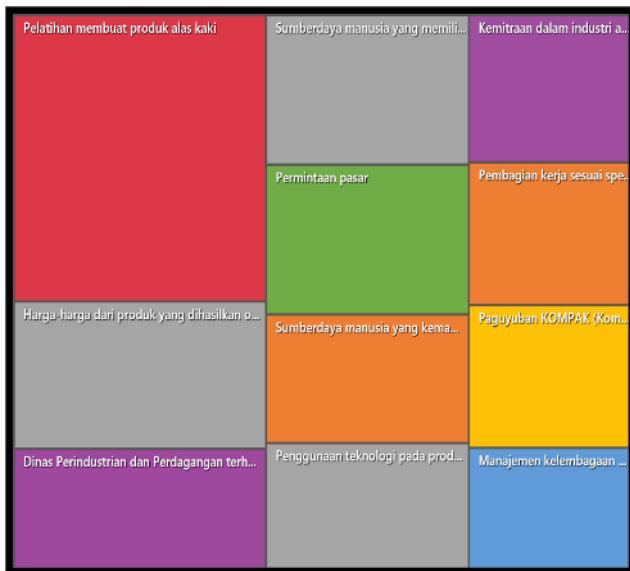 Pelatihan membuat produk alas kaki
Sumberdaya manusia yang memili...
Kemitraan dalam industri a...
Permintaan pasar
Pembagian kerja sesuai spe...
Harga-harga dari produk yang dihasilkan o...
Sumberdaya manusia yang kema...
Paguyuban KOMPAK (Kom...
Dinas Perindustrian dan Perdagangan terh...
Penggunaan teknologi pada prod...
Manajemen kelembagaan ...